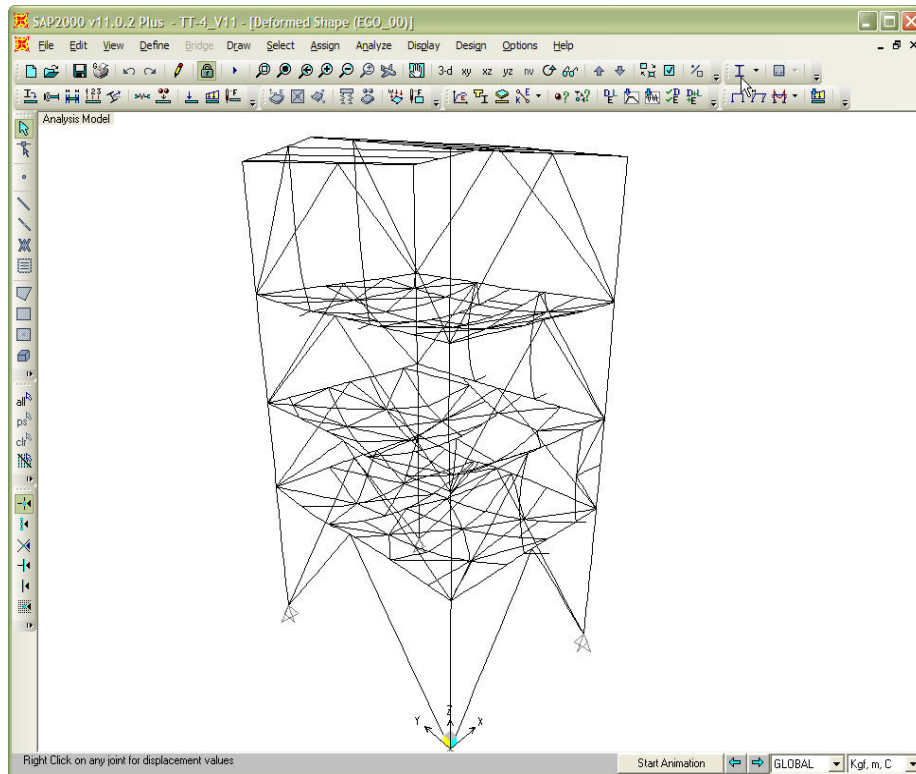 SAP2000 v11.0.2 Plus - TT-4_V11 - [Deformed Shape (EGO_00)]
File Edit View Define Bridge Draw Select Assign Analyze Display Design Options Help
3-d xy xz yz nv
Analysis Model
all
ps
clr
Z
Y X
Right Click on any joint for displacement values Start Animation GLOBAL Kgf, m, C